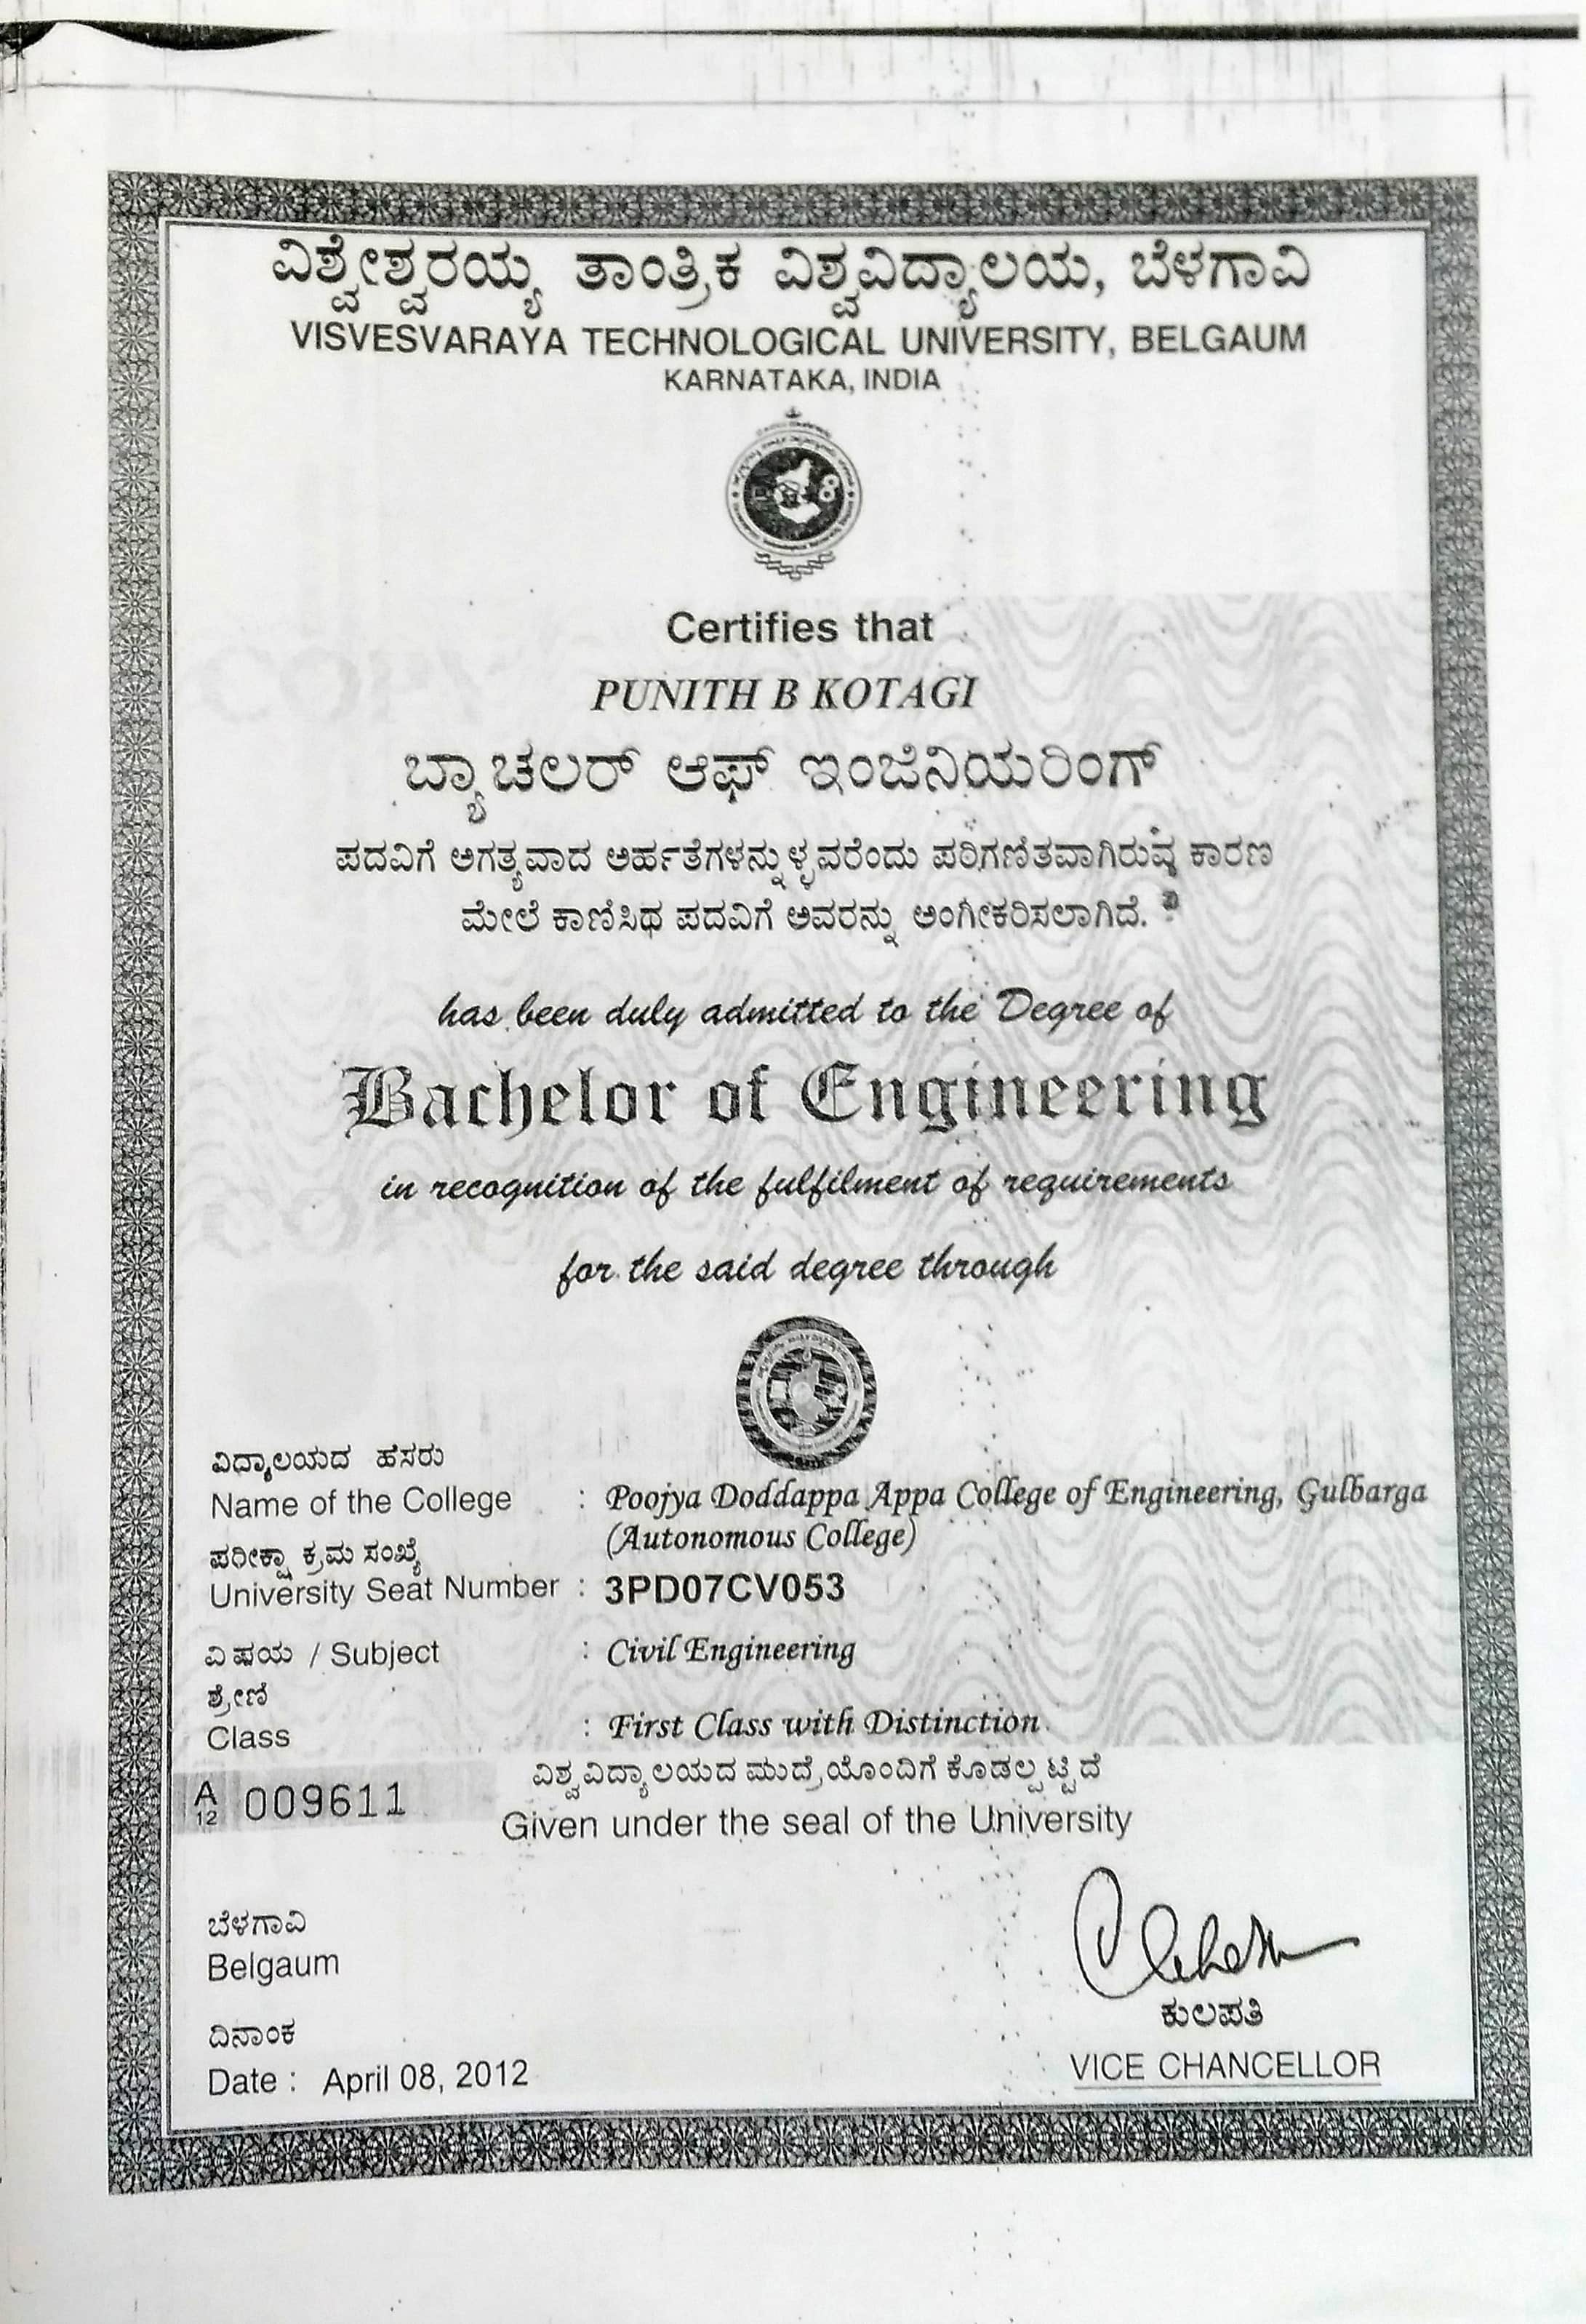 ವಿಶ್ವೇಶ್ವರಯ್ಯ ತಾಂತ್ರಿಕ ವಿಶ್ವವಿದ್ಯಾಲಯ, ಬೆಳಗಾವಿ
VISVESVARAYA TECHNOLOGICAL UNIVERSITY, BELGAUM
KARNATAKA, INDIA
Certifies that
PUNITH B KOTAGI
ಬ್ಯಾಚಲರ್ ಆಫ್ ಇಂಜಿನಿಯರಿಂಗ್
ಪದವಿಗೆ ಅಗತ್ಯವಾದ ಅರ್ಹತೆಗಳನ್ನುಳ್ಳವರೆಂದು ಪರಿಗಣಿತವಾಗಿರುವ ಕಾರಣ
ಮೇಲೆ ಕಾಣಿಸಿಥ ಪದವಿಗೆ ಅವರನ್ನು ಅಂಗೀಕರಿಸಲಾಗಿದೆ.
has been duly admitted to the Degree of
Bachelor of Engineering
in recognition of the fulfilment of requirements
for the said degree through
ವಿದ್ಯಾಲಯದ ಹೆಸರು
Name of the College : Poojya Doddappa Appa College of Engineering, Gulbarga
(Autonomous College)
ಪರೀಕ್ಷಾ ಕ್ರಮ ಸಂಖ್ಯೆ
University Seat Number : 3PD07CV053
ವಿಷಯ / Subject : Civil Engineering
ಶ್ರೇಣಿ
Class : First Class with Distinction
ವಿಶ್ವವಿದ್ಯಾಲಯದ ಮುದ್ರೆಯೊಂದಿಗೆ ಕೊಡಲ್ಪಟ್ಟಿದೆ
A 12 009611
Given under the seal of the University
ಬೆಳಗಾವಿ
Belgaum
ಕುಲಪತಿ
ದಿನಾಂಕ
VICE CHANCELLOR
Date : April 08, 2012